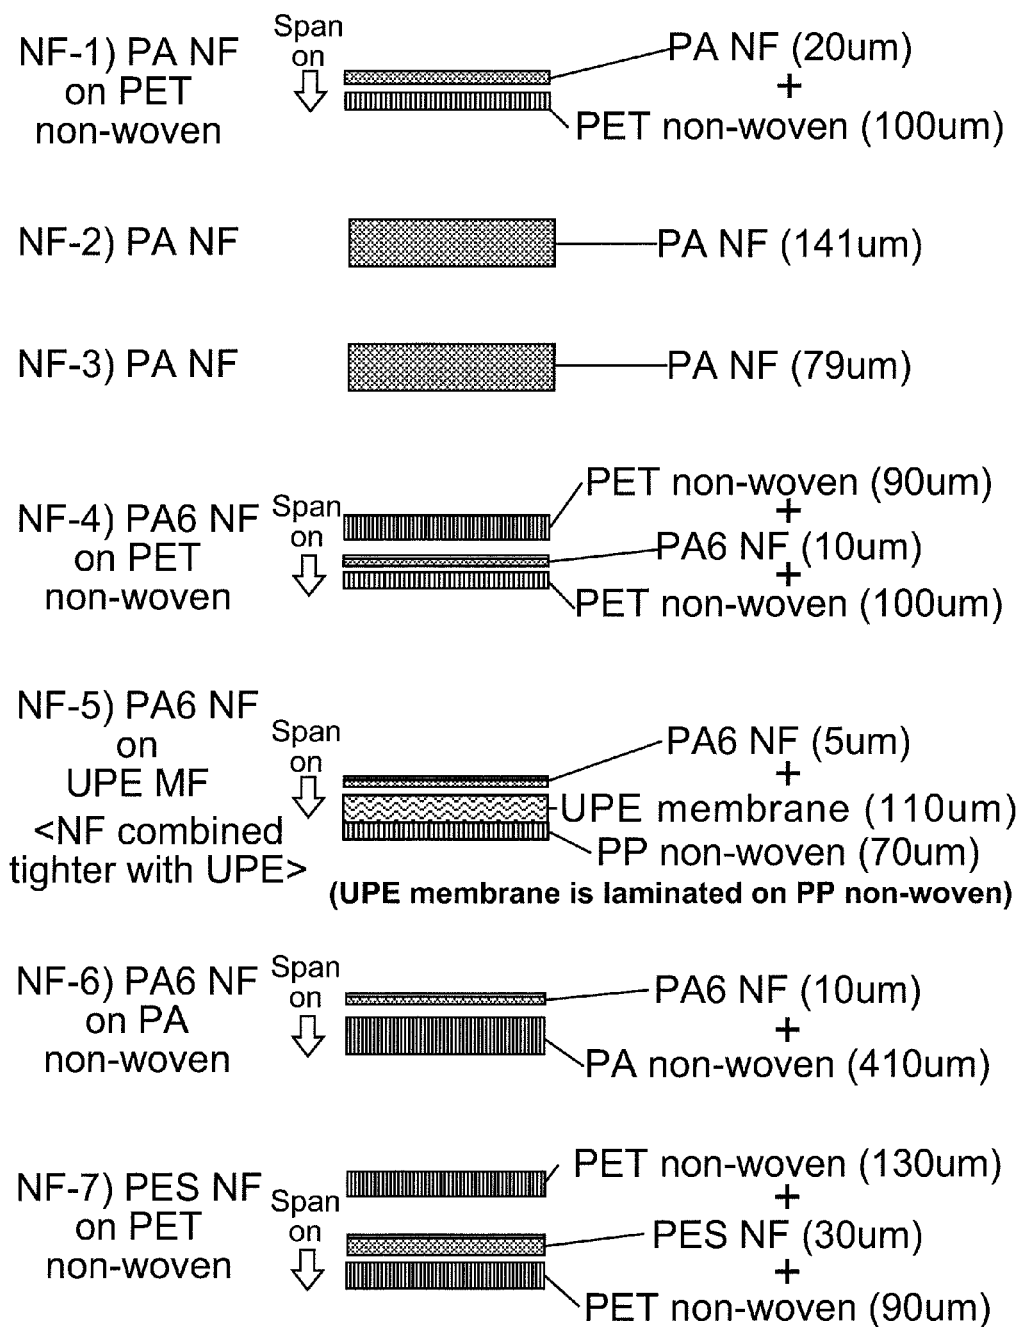 NF-1) PA NF
on PET
non-woven
Span
on
PA NF (20um)
+
PET non-woven (100um)
NF-2) PA NF
PA NF (141um)
NF-3) PA NF
PA NF (79um)
NF-4) PA6 NF
on PET
non-woven
Span
on
PET non-woven (90um)
+
PA6 NF (10um)
+
PET non-woven (100um)
NF-5) PA6 NF
on
UPE MF
<NF combined
tighter with UPE>
Span
on
PA6 NF (5um)
+
UPE membrane (110um)
PP non-woven (70um)
(UPE membrane is laminated on PP non-woven)
NF-6) PA6 NF
on PA
non-woven
Span
on
PA6 NF (10um)
+
PA non-woven (410um)
NF-7) PES NF
on PET
non-woven
Span
on
PET non-woven (130um)
+
PES NF (30um)
+
PET non-woven (90um)